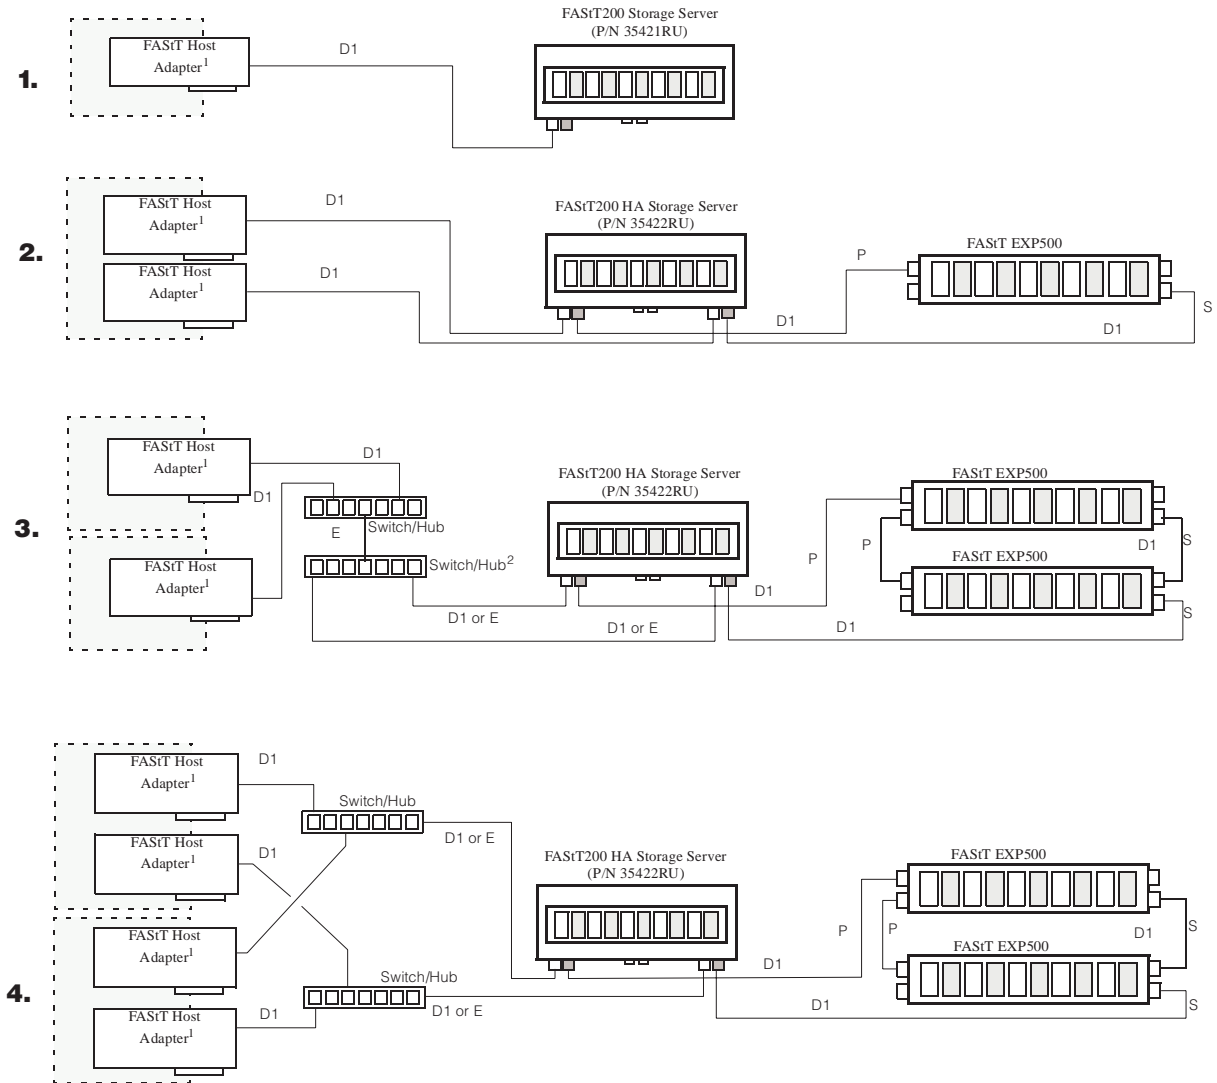 1.
FAStT Host
Adapter1
D1
FAStT200 Storage Server
(P/N 35421RU)
2.
FAStT Host
Adapter1
D1
FAStT Host
Adapter1
D1
FAStT200 HA Storage Server
(P/N 35422RU)
D1
P
FAStT EXP500
D1
S
3.
FAStT Host
Adapter1
D1
D1
FAStT Host
Adapter1
E
Switch/Hub
Switch/Hub2
D1 or E
D1 or E
FAStT200 HA Storage Server
(P/N 35422RU)
D1
P
D1
FAStT EXP500
P
D1
S
FAStT EXP500
S
4.
FAStT Host
Adapter1
D1
FAStT Host
Adapter1
D1
FAStT Host
Adapter1
FAStT Host
Adapter1
D1
Switch/Hub
D1 or E
Switch/Hub
D1 or E
FAStT200 HA Storage Server
(P/N 35422RU)
D1
P
D1
FAStT EXP500
P
D1
S
FAStT EXP500
S